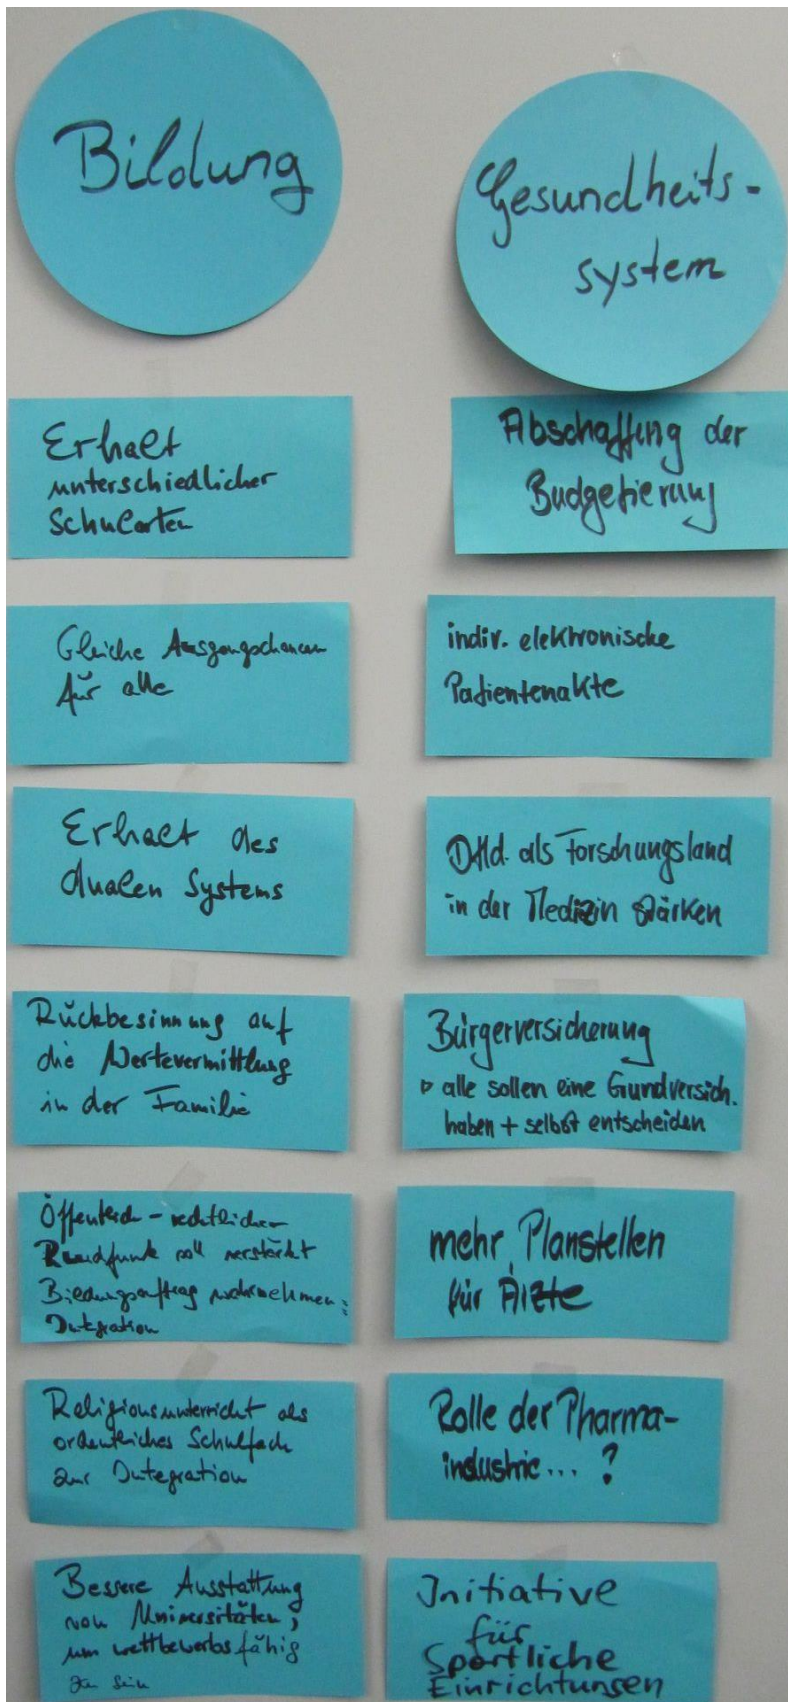 Bildung
Erhalt
unterschiedlicher
Schularten
Gleiche Ausgangschancen
für alle
Erhalt des
dualen Systems
Rückbesinnung auf
die Wertevermittlung
in der Familie
Öffentlich-rechtlicher
Rundfunk soll verstärkt
Bildungsauftrag wahrnehmen:
Integration
Religionsunterricht als
ordentliches Schulfach
zur Integration
Bessere Ausstattung
von Universitäten,
um wettbewerbsfähig
zu sein
Gesundheits-
system
Abschaffung der
Budgetierung
indiv. elektronische
Patientenakte
Dtld. als Forschungsland
in der Medizin stärken
Bürgerversicherung
▹ alle sollen eine Grundversich.
haben + selbst entscheiden
mehr Planstellen
für Ärzte
Rolle der Pharma-
industrie... ?
Initiative
für
Sportliche
Einrichtungen